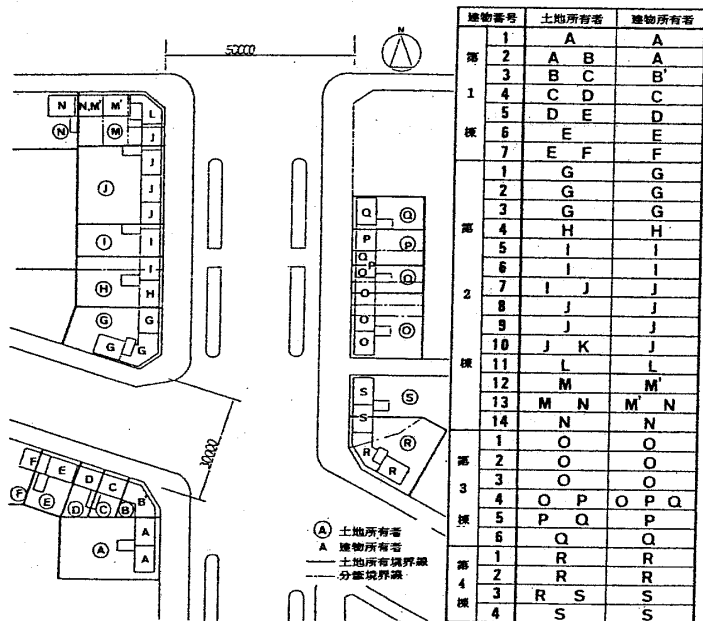 50000
N
N
N,M'
M'
L
Ⓝ
Ⓜ
J
J
J
J
Ⓙ
Ⓘ
I
I
Ⓗ
H
Ⓖ
G
G
G
30000
F
E
D
C
B'
Ⓕ
Ⓔ
Ⓓ
Ⓒ
Ⓑ
Ⓐ
A
A
Q
Ⓠ
P
Ⓟ
Q
P
O
Ⓠ
O
O
O
Ⓞ
S
S
Ⓢ
R
R
Ⓡ
Ⓐ 土地所有者
A 建物所有者
土地所有境界線
分離境界線
建物番号 土地所有者 建物所有者
第1棟
1 A A
2 A B A
3 B C B'
4 C D C
5 D E D
6 E E
7 E F F
第2棟
1 G G
2 G G
3 G G
4 H H
5 I I
6 I I
7 I J J
8 J J
9 J J
10 J K J
11 L L
12 M M'
13 M N M' N
14 N N
第3棟
1 O O
2 O O
3 O O
4 O P O P Q
5 P Q P
6 Q Q
第4棟
1 R R
2 R R
3 R S S
4 S S